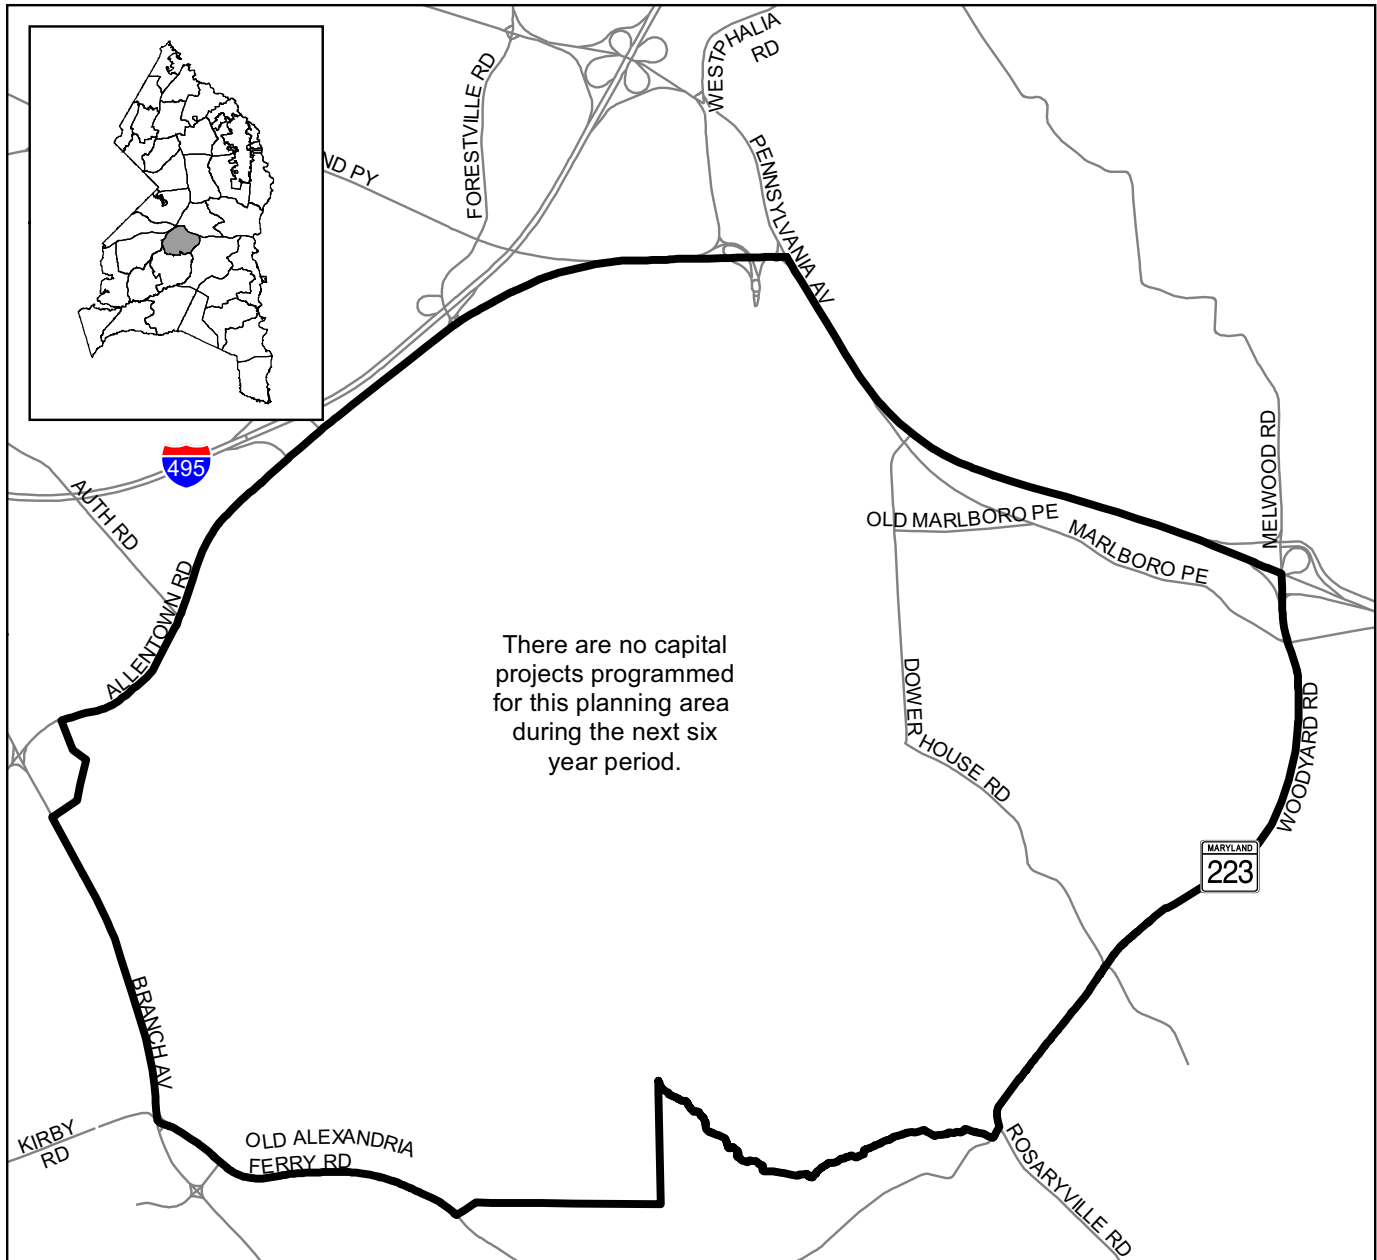 WESTPHALIA
RD
FORESTVILLE RD
ND PY
PENNSYLVANIA AV
495
AUTH RD
MELWOOD RD
OLD MARLBORO PE
MARLBORO PE
ALLENTOWN RD
There are no capital
projects programmed
for this planning area
during the next six
year period.
DOWER HOUSE RD
WOODYARD RD
MARYLAND
223
BRANCH AV
KIRBY
RD
OLD ALEXANDRIA
FERRY RD
ROSARYVILLE RD